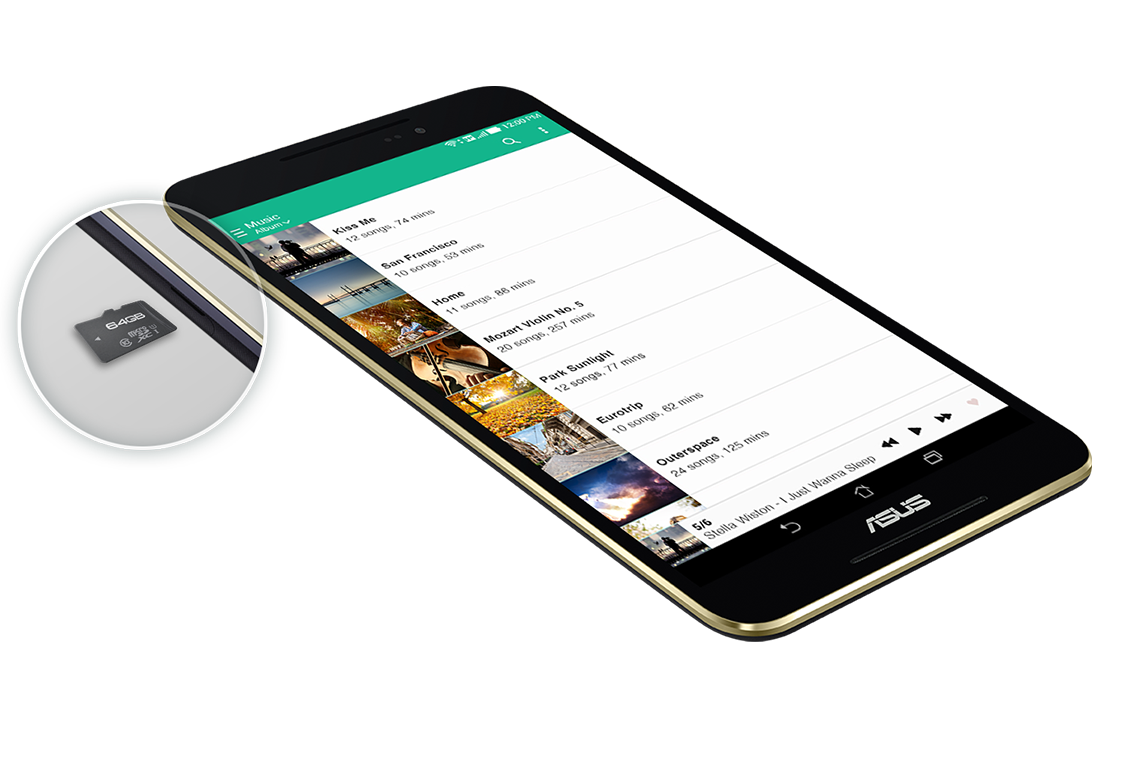 12:00 PM
Music
Album
Kiss Me
12 songs, 74 mins
San Francisco
10 songs, 53 mins
Home
11 songs, 86 mins
Mozart Violin No. 5
20 songs, 257 mins
Park Sunlight
12 songs, 77 mins
Eurotrip
10 songs, 62 mins
Outerspace
24 songs, 125 mins
5/6
Stella Wiston - I Just Wanna Sleep
ASUS
64GB
micro
XC I
10